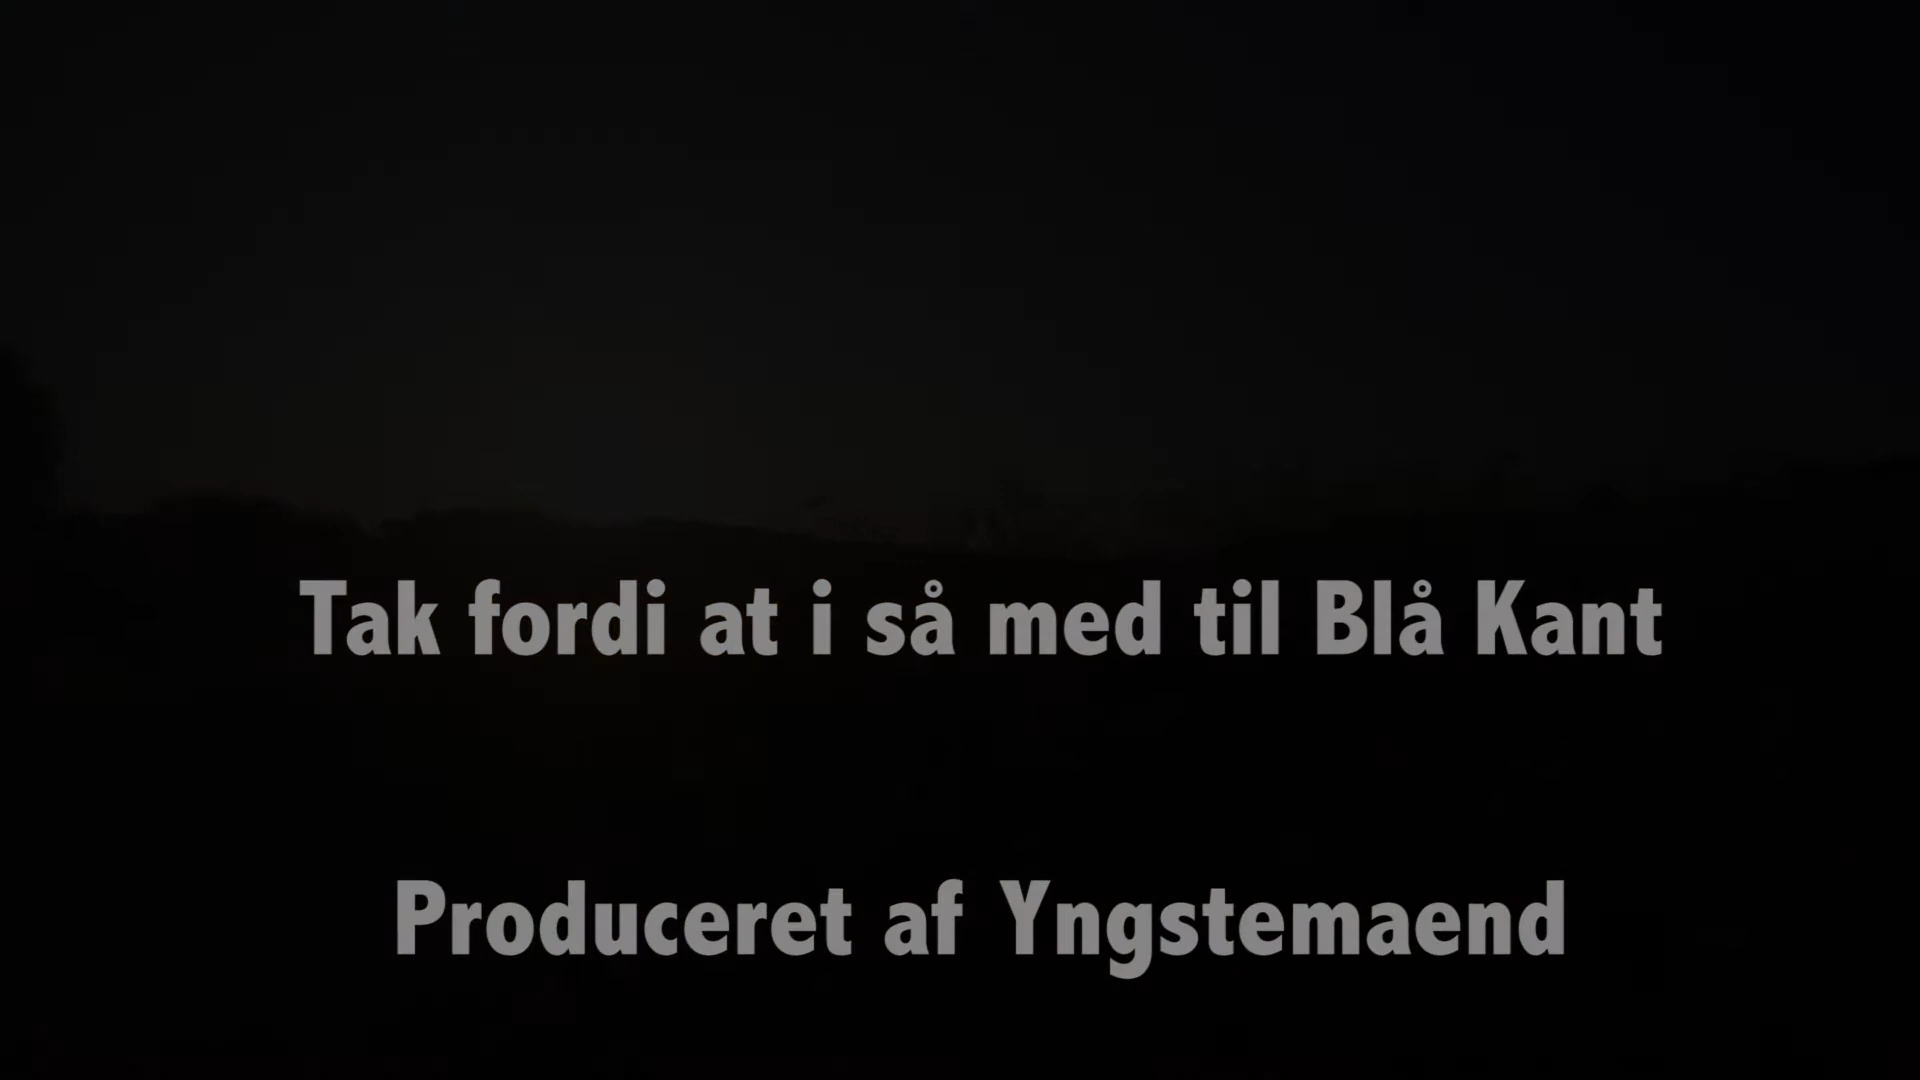 Tak fordi at i så med til Blå Kant
Produceret af Yngstemaend